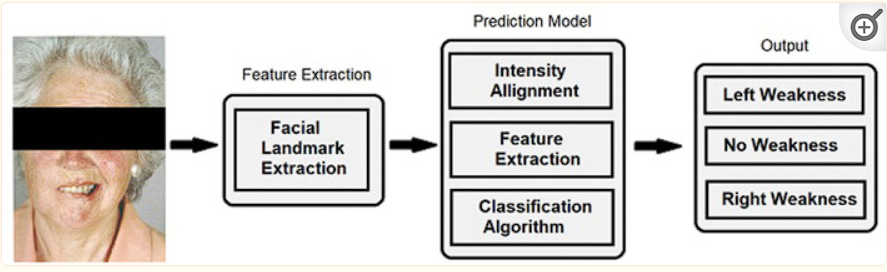 Prediction Model
Feature Extraction
Output
Facial
Landmark
Extraction
Intensity
Allignment
Feature
Extraction
Classification
Algorithm
Left Weakness
No Weakness
Right Weakness